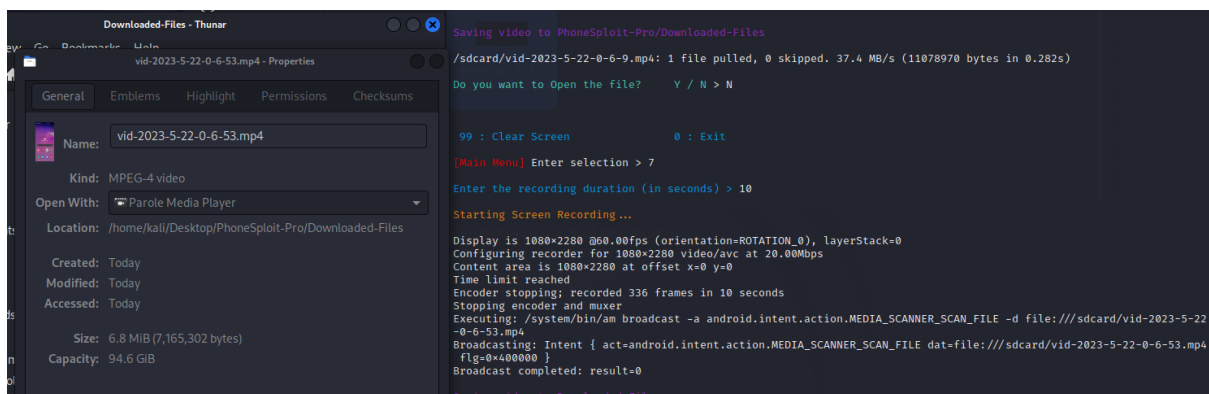 Downloaded-Files - Thunar
Go Bookmarks Help
vid-2023-5-22-0-6-53.mp4 - Properties
General Emblems Highlight Permissions Checksums
Name: vid-2023-5-22-0-6-53.mp4
Kind: MPEG-4 video
Open With: Parole Media Player
Location: /home/kali/Desktop/PhoneSploit-Pro/Downloaded-Files
Created: Today
Modified: Today
Accessed: Today
Size: 6.8 MiB (7,165,302 bytes)
Capacity: 94.6 GiB
Saving video to PhoneSploit-Pro/Downloaded-Files
/sdcard/vid-2023-5-22-0-6-9.mp4: 1 file pulled, 0 skipped. 37.4 MB/s (11078970 bytes in 0.282s)
Do you want to Open the file? Y / N > N
99 : Clear Screen 0 : Exit
[Main Menu] Enter selection > 7
Enter the recording duration (in seconds) > 10
Starting Screen Recording...
Display is 1080×2280 @60.00fps (orientation=ROTATION_0), layerStack=0
Configuring recorder for 1080×2280 video/avc at 20.00Mbps
Content area is 1080×2280 at offset x=0 y=0
Time limit reached
Encoder stopping; recorded 336 frames in 10 seconds
Stopping encoder and muxer
Executing: /system/bin/am broadcast -a android.intent.action.MEDIA_SCANNER_SCAN_FILE -d file:///sdcard/vid-2023-5-22
-0-6-53.mp4
Broadcasting: Intent { act=android.intent.action.MEDIA_SCANNER_SCAN_FILE dat=file:///sdcard/vid-2023-5-22-0-6-53.mp4
flg=0×400000 }
Broadcast completed: result=0